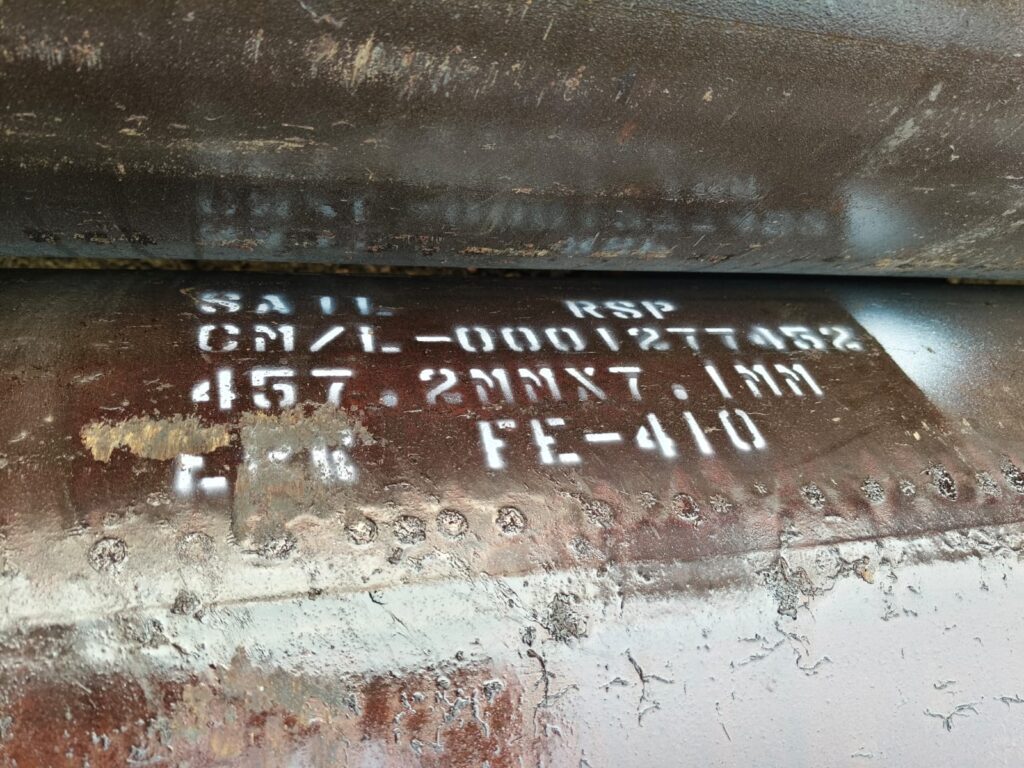 SAIL RSP
CM/L-0001277452
457.2MMX7.1MM
FE-410